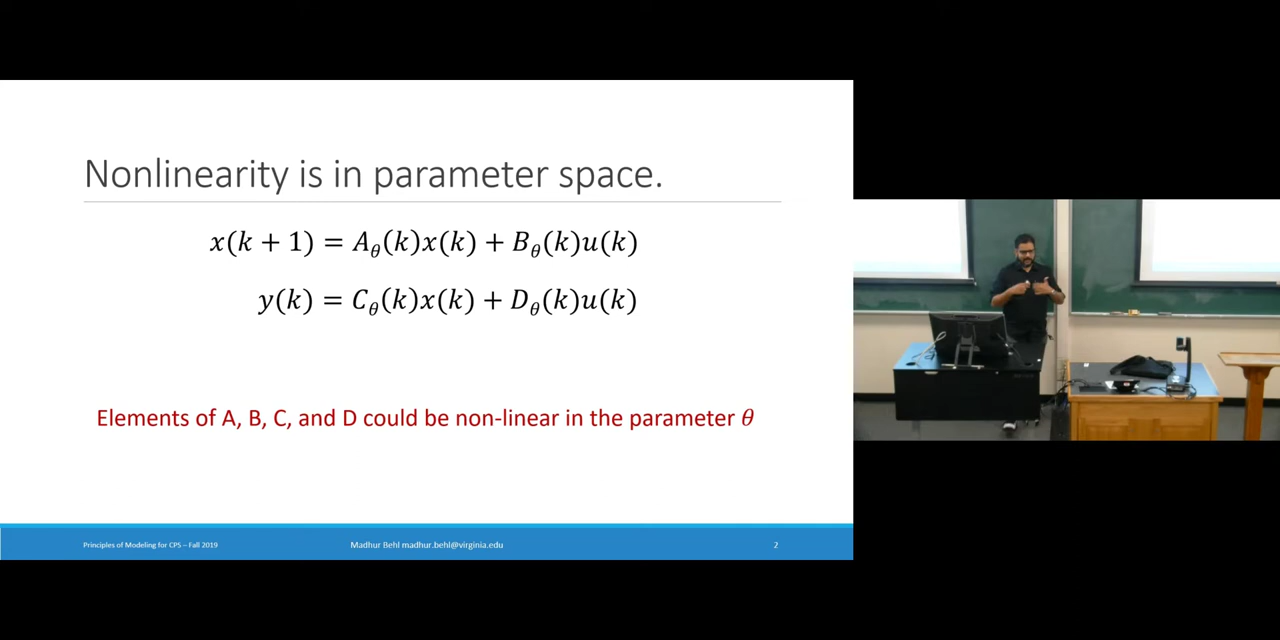 Nonlinearity is in parameter space.
x(k + 1) = A_θ(k)x(k) + B_θ(k)u(k)
y(k) = C_θ(k)x(k) + D_θ(k)u(k)
Elements of A, B, C, and D could be non-linear in the parameter θ
Principles of Modeling for CPS – Fall 2019
Madhur Behl madhur.behl@virginia.edu
2